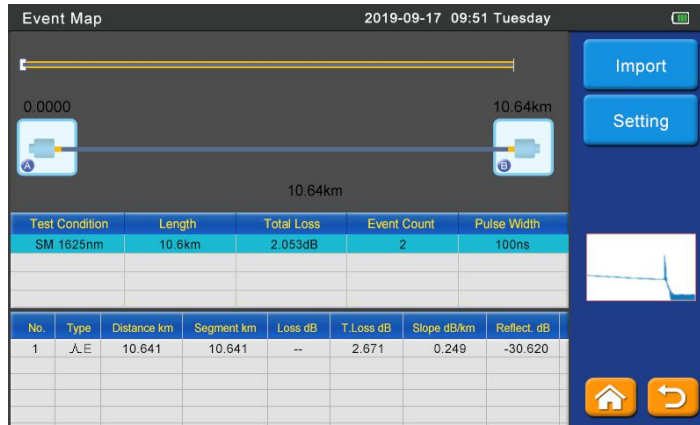 Event Map 2019-09-17 09:51 Tuesday
Import
0.0000 10.64km
Setting
A B
10.64km
Test Condition Length Total Loss Event Count Pulse Width
SM 1625nm 10.6km 2.053dB 2 100ns
No. Type Distance km Segment km Loss dB T.Loss dB Slope dB/km Reflect. dB
1 E 10.641 10.641 -- 2.671 0.249 -30.620